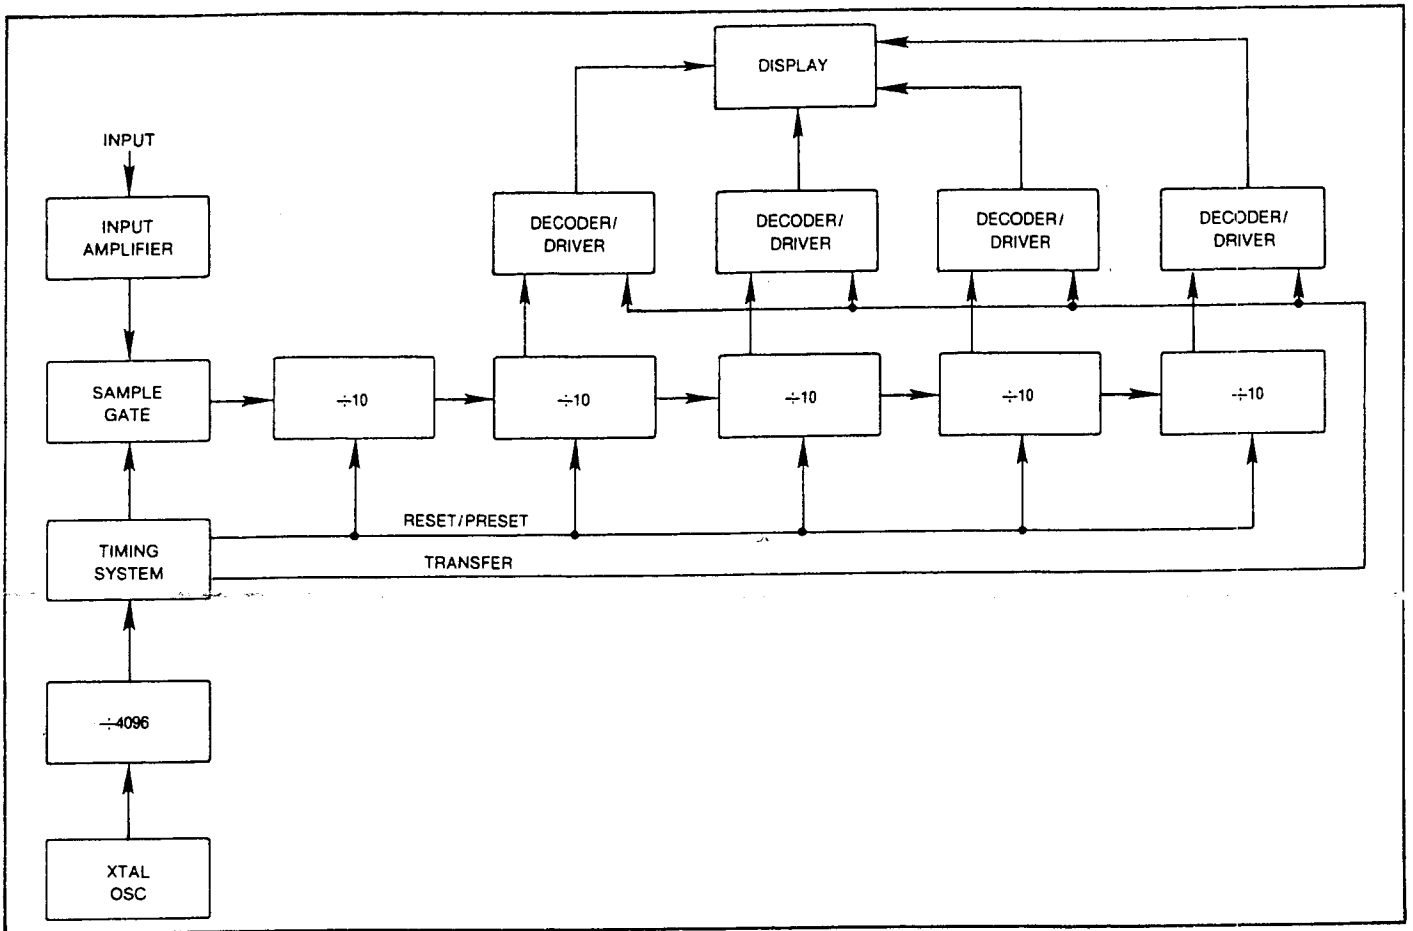 DISPLAY
INPUT
INPUT
AMPLIFIER
DECODER/
DRIVER
DECODER/
DRIVER
DECODER/
DRIVER
DECODER/
DRIVER
SAMPLE
GATE
÷10
÷10
÷10
÷10
÷10
RESET/PRESET
TIMING
SYSTEM
TRANSFER
÷4096
XTAL
OSC